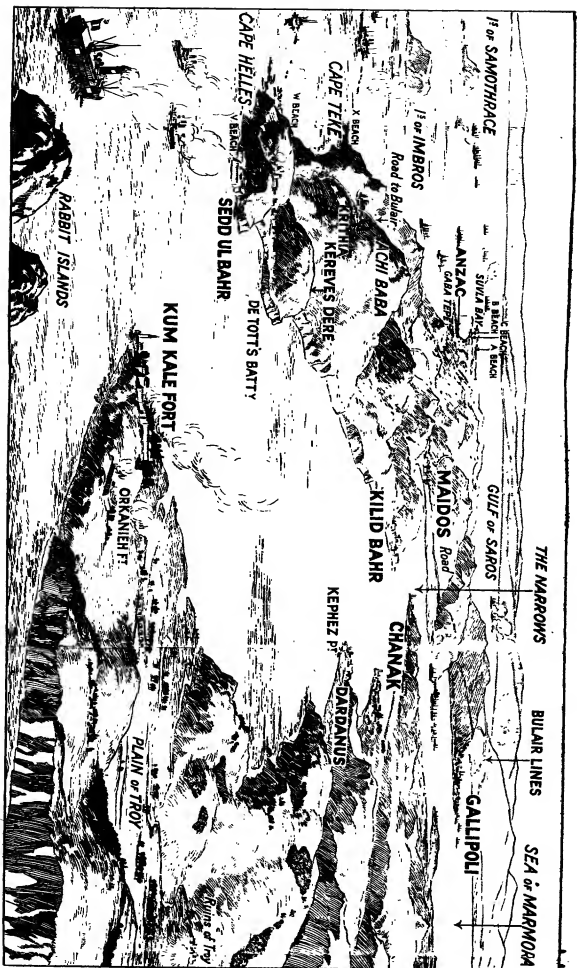 THE NARROWS
BULAIR LINES
SEA OF MARMORA
Iˢ OF SAMOTHRACE
Iˢ OF IMBROS
Road to Bulair
SUVLA BAY
C BEACH
B BEACH
A BEACH
ANZAC
GABA TEPE
GULF OF SAROS
MAIDOS
Road
GALLIPOLI
X BEACH
CAPE TEKE
W BEACH
CAPE HELLES
V BEACH
ACHI BABA
KRITHIA
KEREVES DERE
SEDD UL BAHR
DE TOTT'S BATTY
KILID BAHR
CHANAK
KEPHEZ PT
DARDANUS
KUM KALE FORT
ORKANIEH FT
RABBIT ISLANDS
PLAIN OF TROY
Ruins of Troy